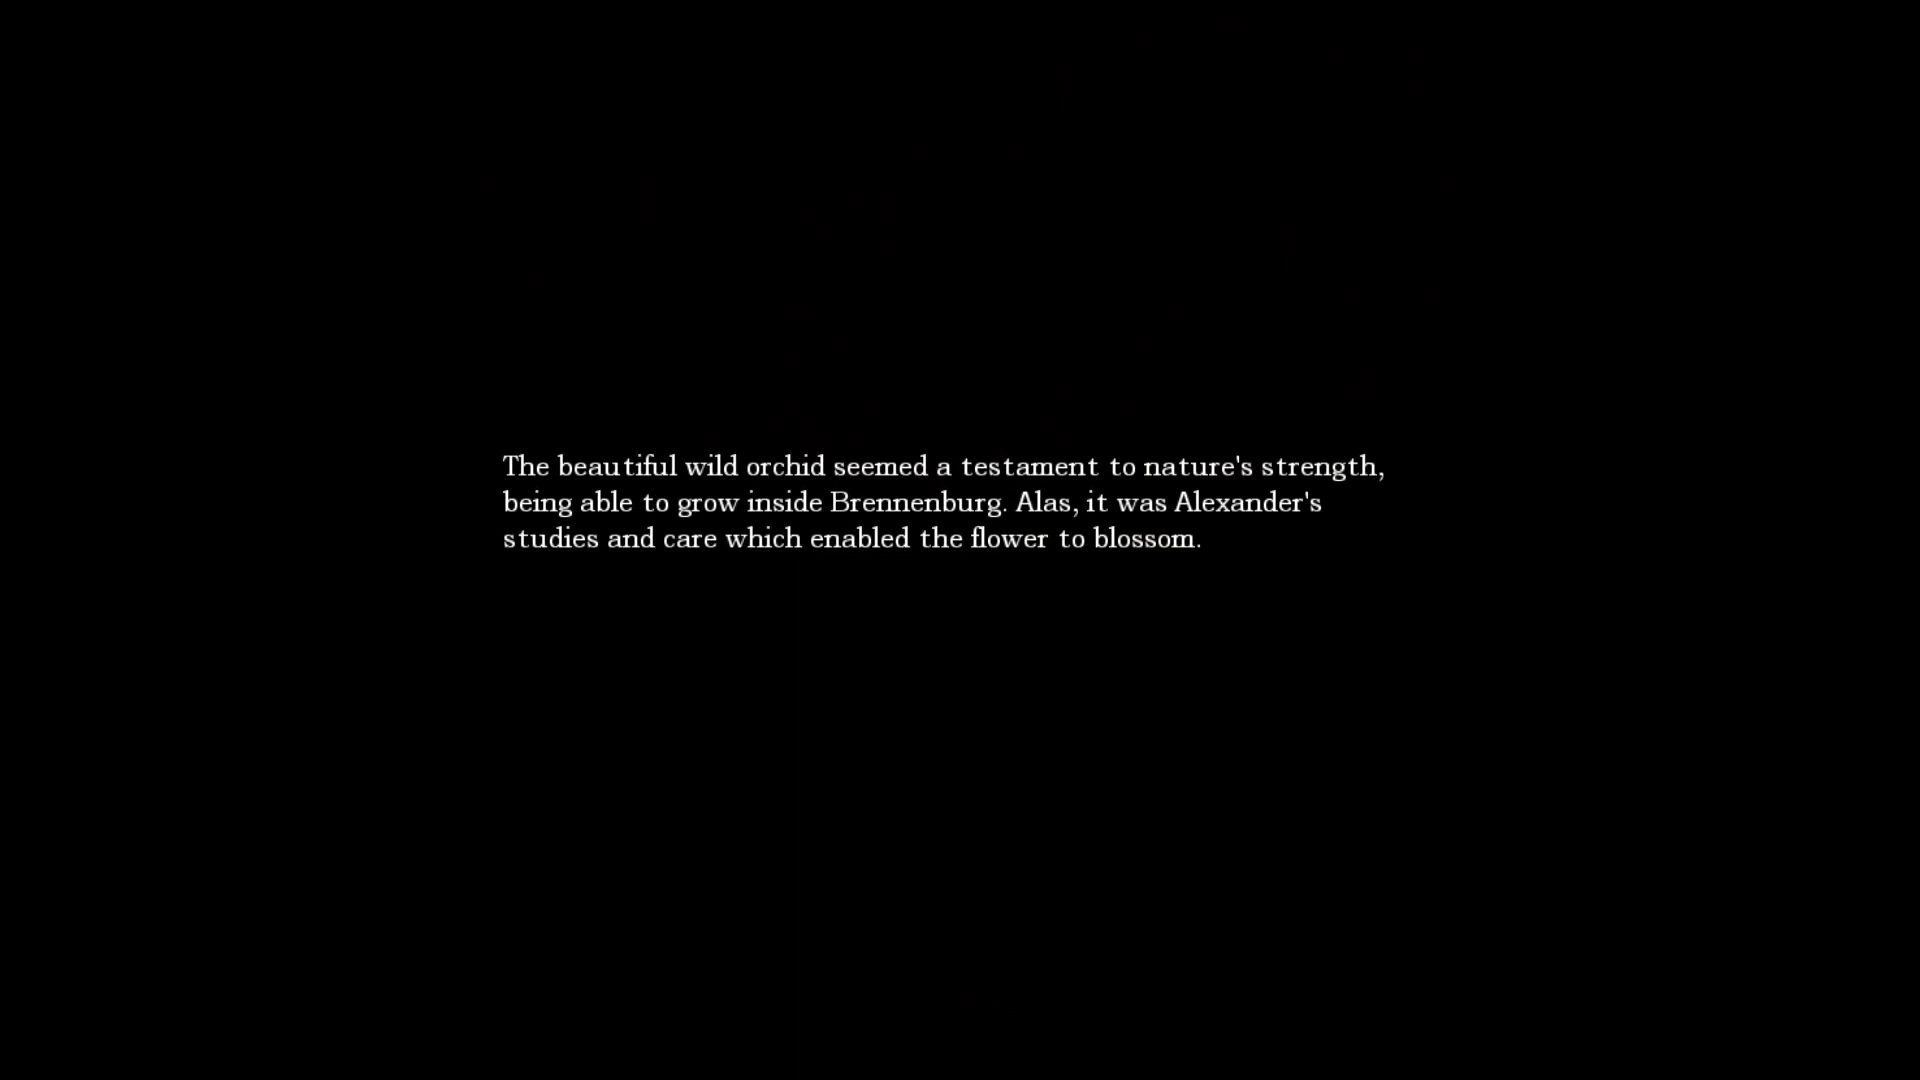 The beautiful wild orchid seemed a testament to nature's strength,
being able to grow inside Brennenburg. Alas, it was Alexander's
studies and care which enabled the flower to blossom.